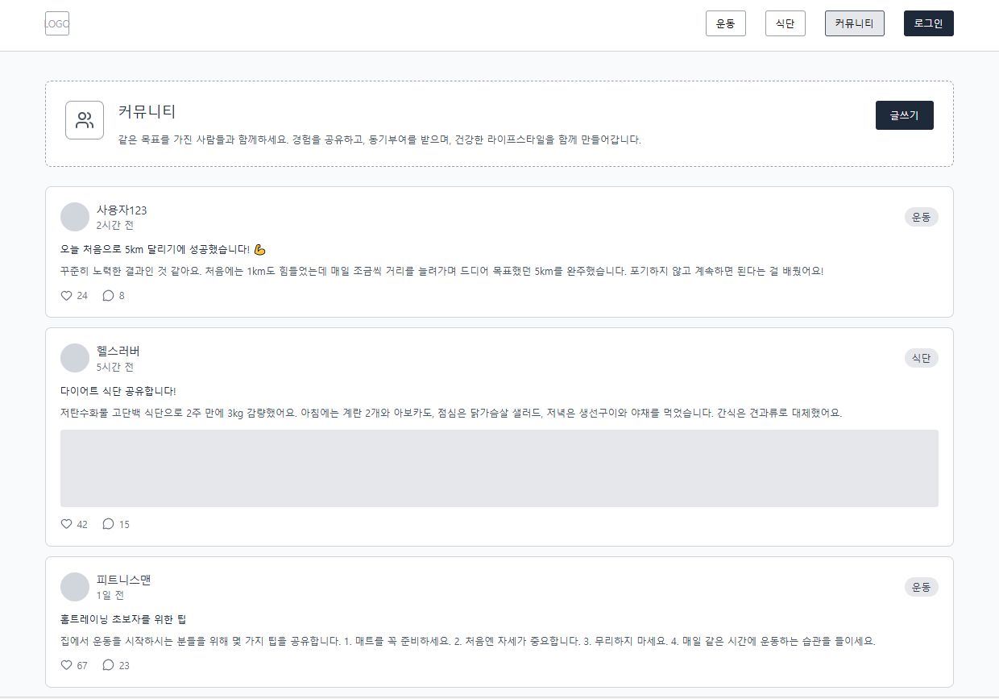 LOGO
운동
식단
커뮤니티
로그인
커뮤니티
글쓰기
같은 목표를 가진 사람들과 함께하세요. 경험을 공유하고, 동기부여를 받으며, 건강한 라이프스타일을 함께 만들어갑니다.
사용자123
2시간 전
운동
오늘 처음으로 5km 달리기에 성공했습니다! 💪
꾸준히 노력한 결과인 것 같아요. 처음에는 1km도 힘들었는데 매일 조금씩 거리를 늘려가며 드디어 목표했던 5km를 완주했습니다. 포기하지 않고 계속하면 된다는 걸 배웠어요!
24 8
헬스러버
5시간 전
식단
다이어트 식단 공유합니다!
저탄수화물 고단백 식단으로 2주 만에 3kg 감량했어요. 아침에는 계란 2개와 아보카도, 점심은 닭가슴살 샐러드, 저녁은 생선구이와 야채를 먹었습니다. 간식은 견과류로 대체했어요.
42 15
피트니스맨
1일 전
운동
홈트레이닝 초보자를 위한 팁
집에서 운동을 시작하시는 분들을 위해 몇 가지 팁을 공유합니다. 1. 매트를 꼭 준비하세요. 2. 처음엔 자세가 중요합니다. 3. 무리하지 마세요. 4. 매일 같은 시간에 운동하는 습관을 들이세요.
67 23